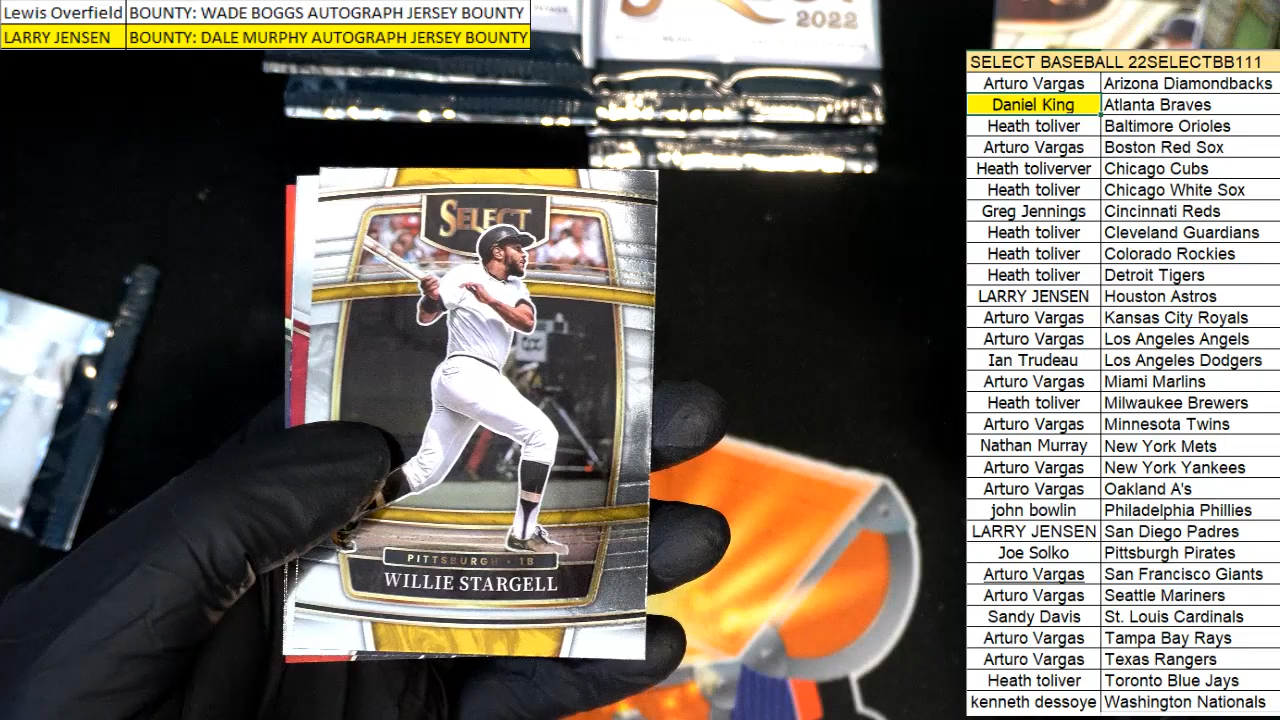 Lewis Overfield BOUNTY: WADE BOGGS AUTOGRAPH JERSEY BOUNTY
LARRY JENSEN BOUNTY: DALE MURPHY AUTOGRAPH JERSEY BOUNTY
2022
SELECT
PITTSBURGH · 1B
WILLIE STARGELL
SELECT BASEBALL 22SELECTBB111
Arturo Vargas Arizona Diamondbacks
Daniel King Atlanta Braves
Heath toliver Baltimore Orioles
Arturo Vargas Boston Red Sox
Heath toliverver Chicago Cubs
Heath toliver Chicago White Sox
Greg Jennings Cincinnati Reds
Heath toliver Cleveland Guardians
Heath toliver Colorado Rockies
Heath toliver Detroit Tigers
LARRY JENSEN Houston Astros
Arturo Vargas Kansas City Royals
Arturo Vargas Los Angeles Angels
Ian Trudeau Los Angeles Dodgers
Arturo Vargas Miami Marlins
Heath toliver Milwaukee Brewers
Arturo Vargas Minnesota Twins
Nathan Murray New York Mets
Arturo Vargas New York Yankees
Arturo Vargas Oakland A's
john bowlin Philadelphia Phillies
LARRY JENSEN San Diego Padres
Joe Solko Pittsburgh Pirates
Arturo Vargas San Francisco Giants
Arturo Vargas Seattle Mariners
Sandy Davis St. Louis Cardinals
Arturo Vargas Tampa Bay Rays
Arturo Vargas Texas Rangers
Heath toliver Toronto Blue Jays
kenneth dessoye Washington Nationals